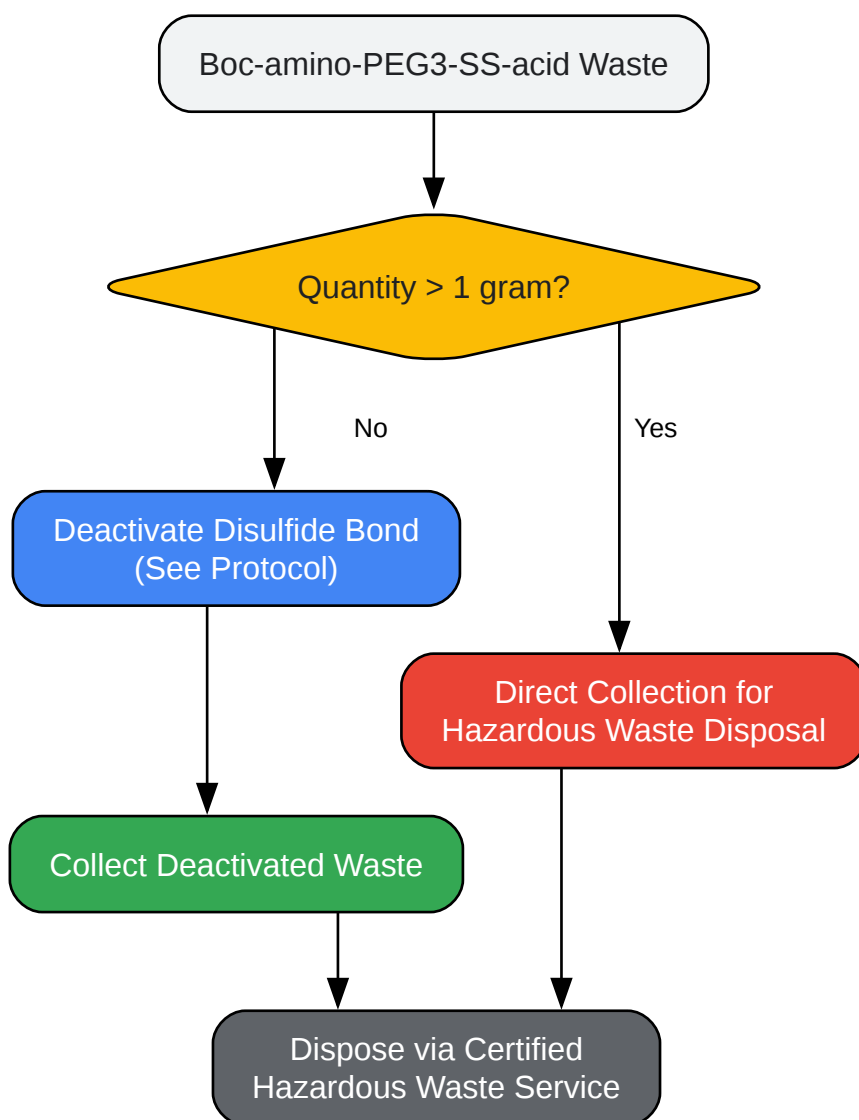 Boc-amino-PEG3-SS-acid Waste
Quantity > 1 gram?
No
Yes
Deactivate Disulfide Bond
(See Protocol)
Direct Collection for
Hazardous Waste Disposal
Collect Deactivated Waste
Dispose via Certified
Hazardous Waste Service